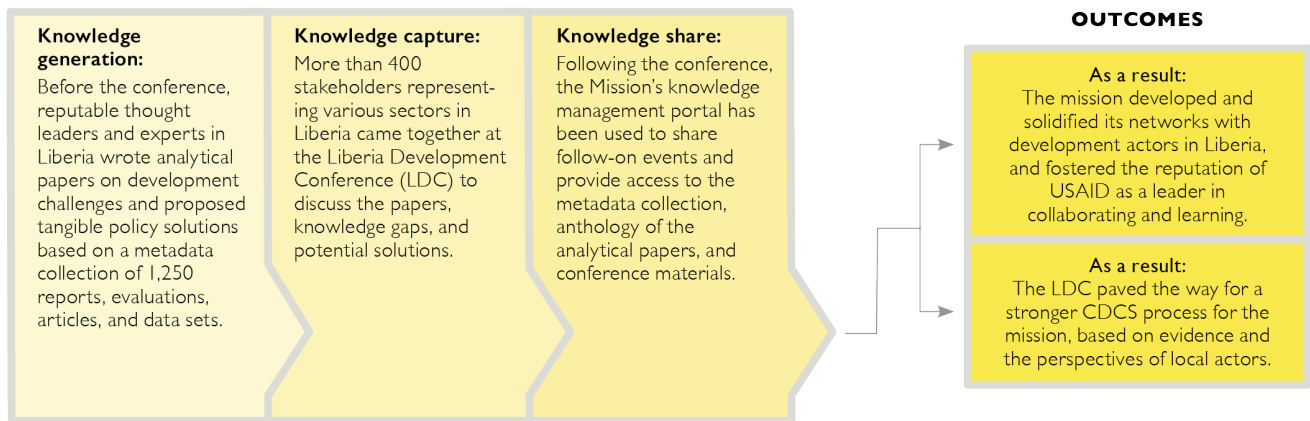 Knowledge
generation:
Before the conference,
reputable thought
leaders and experts in
Liberia wrote analytical
papers on development
challenges and proposed
tangible policy solutions
based on a metadata
collection of 1,250
reports, evaluations,
articles, and data sets.
Knowledge capture:
More than 400
stakeholders represent-
ing various sectors in
Liberia came together at
the Liberia Development
Conference (LDC) to
discuss the papers,
knowledge gaps, and
potential solutions.
Knowledge share:
Following the conference,
the Mission’s knowledge
management portal has
been used to share
follow-on events and
provide access to the
metadata collection,
anthology of the
analytical papers, and
conference materials.
OUTCOMES
As a result:
The mission developed and
solidified its networks with
development actors in Liberia,
and fostered the reputation of
USAID as a leader in
collaborating and learning.
As a result:
The LDC paved the way for a
stronger CDCS process for the
mission, based on evidence and
the perspectives of local actors.